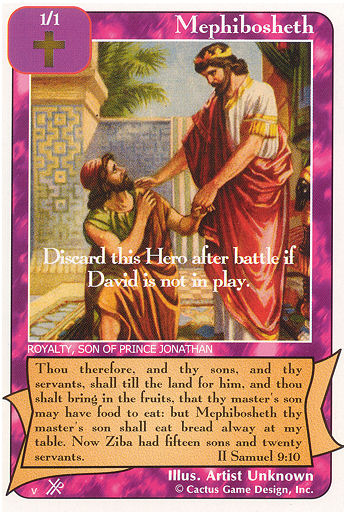 1/1
Mephibosheth
Discard this Hero after battle if
David is not in play.
ROYALTY, SON OF PRINCE JONATHAN
Thou therefore, and thy sons, and thy
servants, shall till the land for him, and thou
shalt bring in the fruits, that thy master's son
may have food to eat: but Mephibosheth thy
master's son shall eat bread alway at my
table. Now Ziba had fifteen sons and twenty
servants. II Samuel 9:10
Illus. Artist Unknown
V
© Cactus Game Design, Inc.